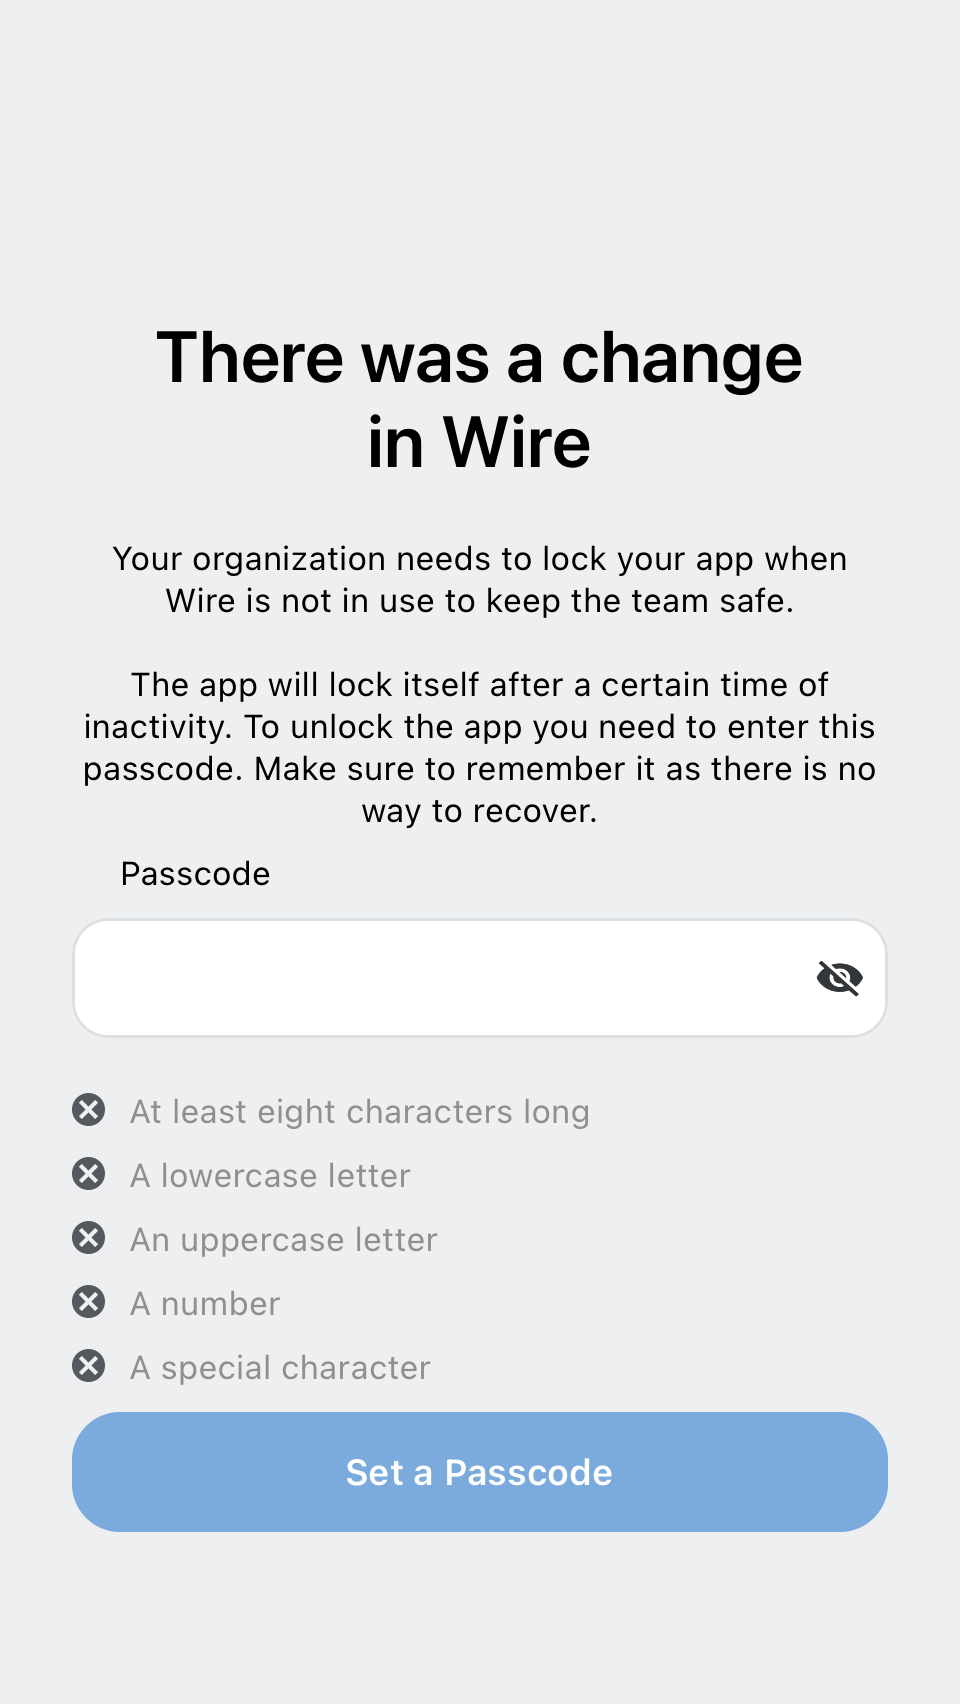 There was a change
in Wire
Your organization needs to lock your app when
Wire is not in use to keep the team safe.
The app will lock itself after a certain time of
inactivity. To unlock the app you need to enter this
passcode. Make sure to remember it as there is no
way to recover.
Passcode
At least eight characters long
A lowercase letter
An uppercase letter
A number
A special character
Set a Passcode